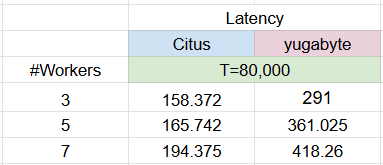 Latency
Citus yugabyte
#Workers T=80,000
3 158.372 291
5 165.742 361.025
7 194.375 418.26